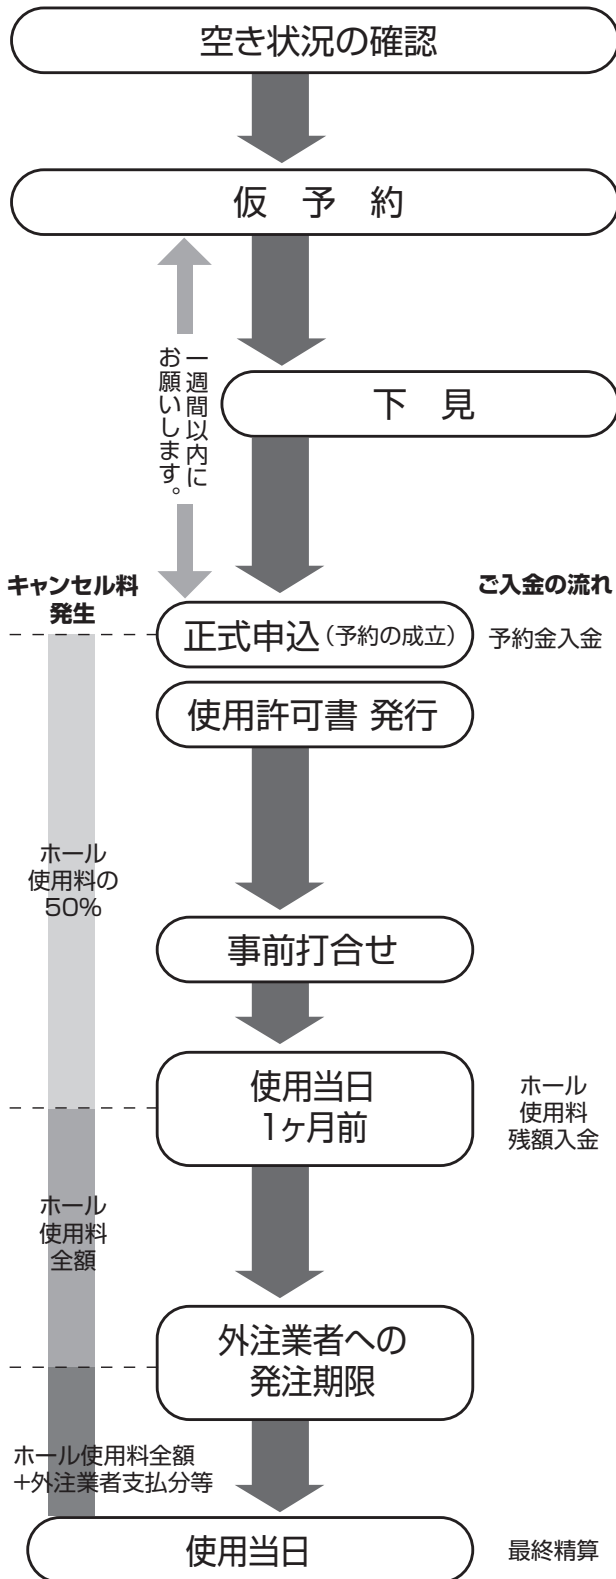 空き状況の確認
仮 予 約
一週間以内に
お願いします。
下 見
キャンセル料
発生
ご入金の流れ
正式申込（予約の成立）
予約金入金
使用許可書 発行
ホール
使用料の
50%
事前打合せ
使用当日
1ヶ月前
ホール
使用料
残額入金
ホール
使用料
全額
外注業者への
発注期限
ホール使用料全額
+外注業者支払分等
使用当日
最終精算